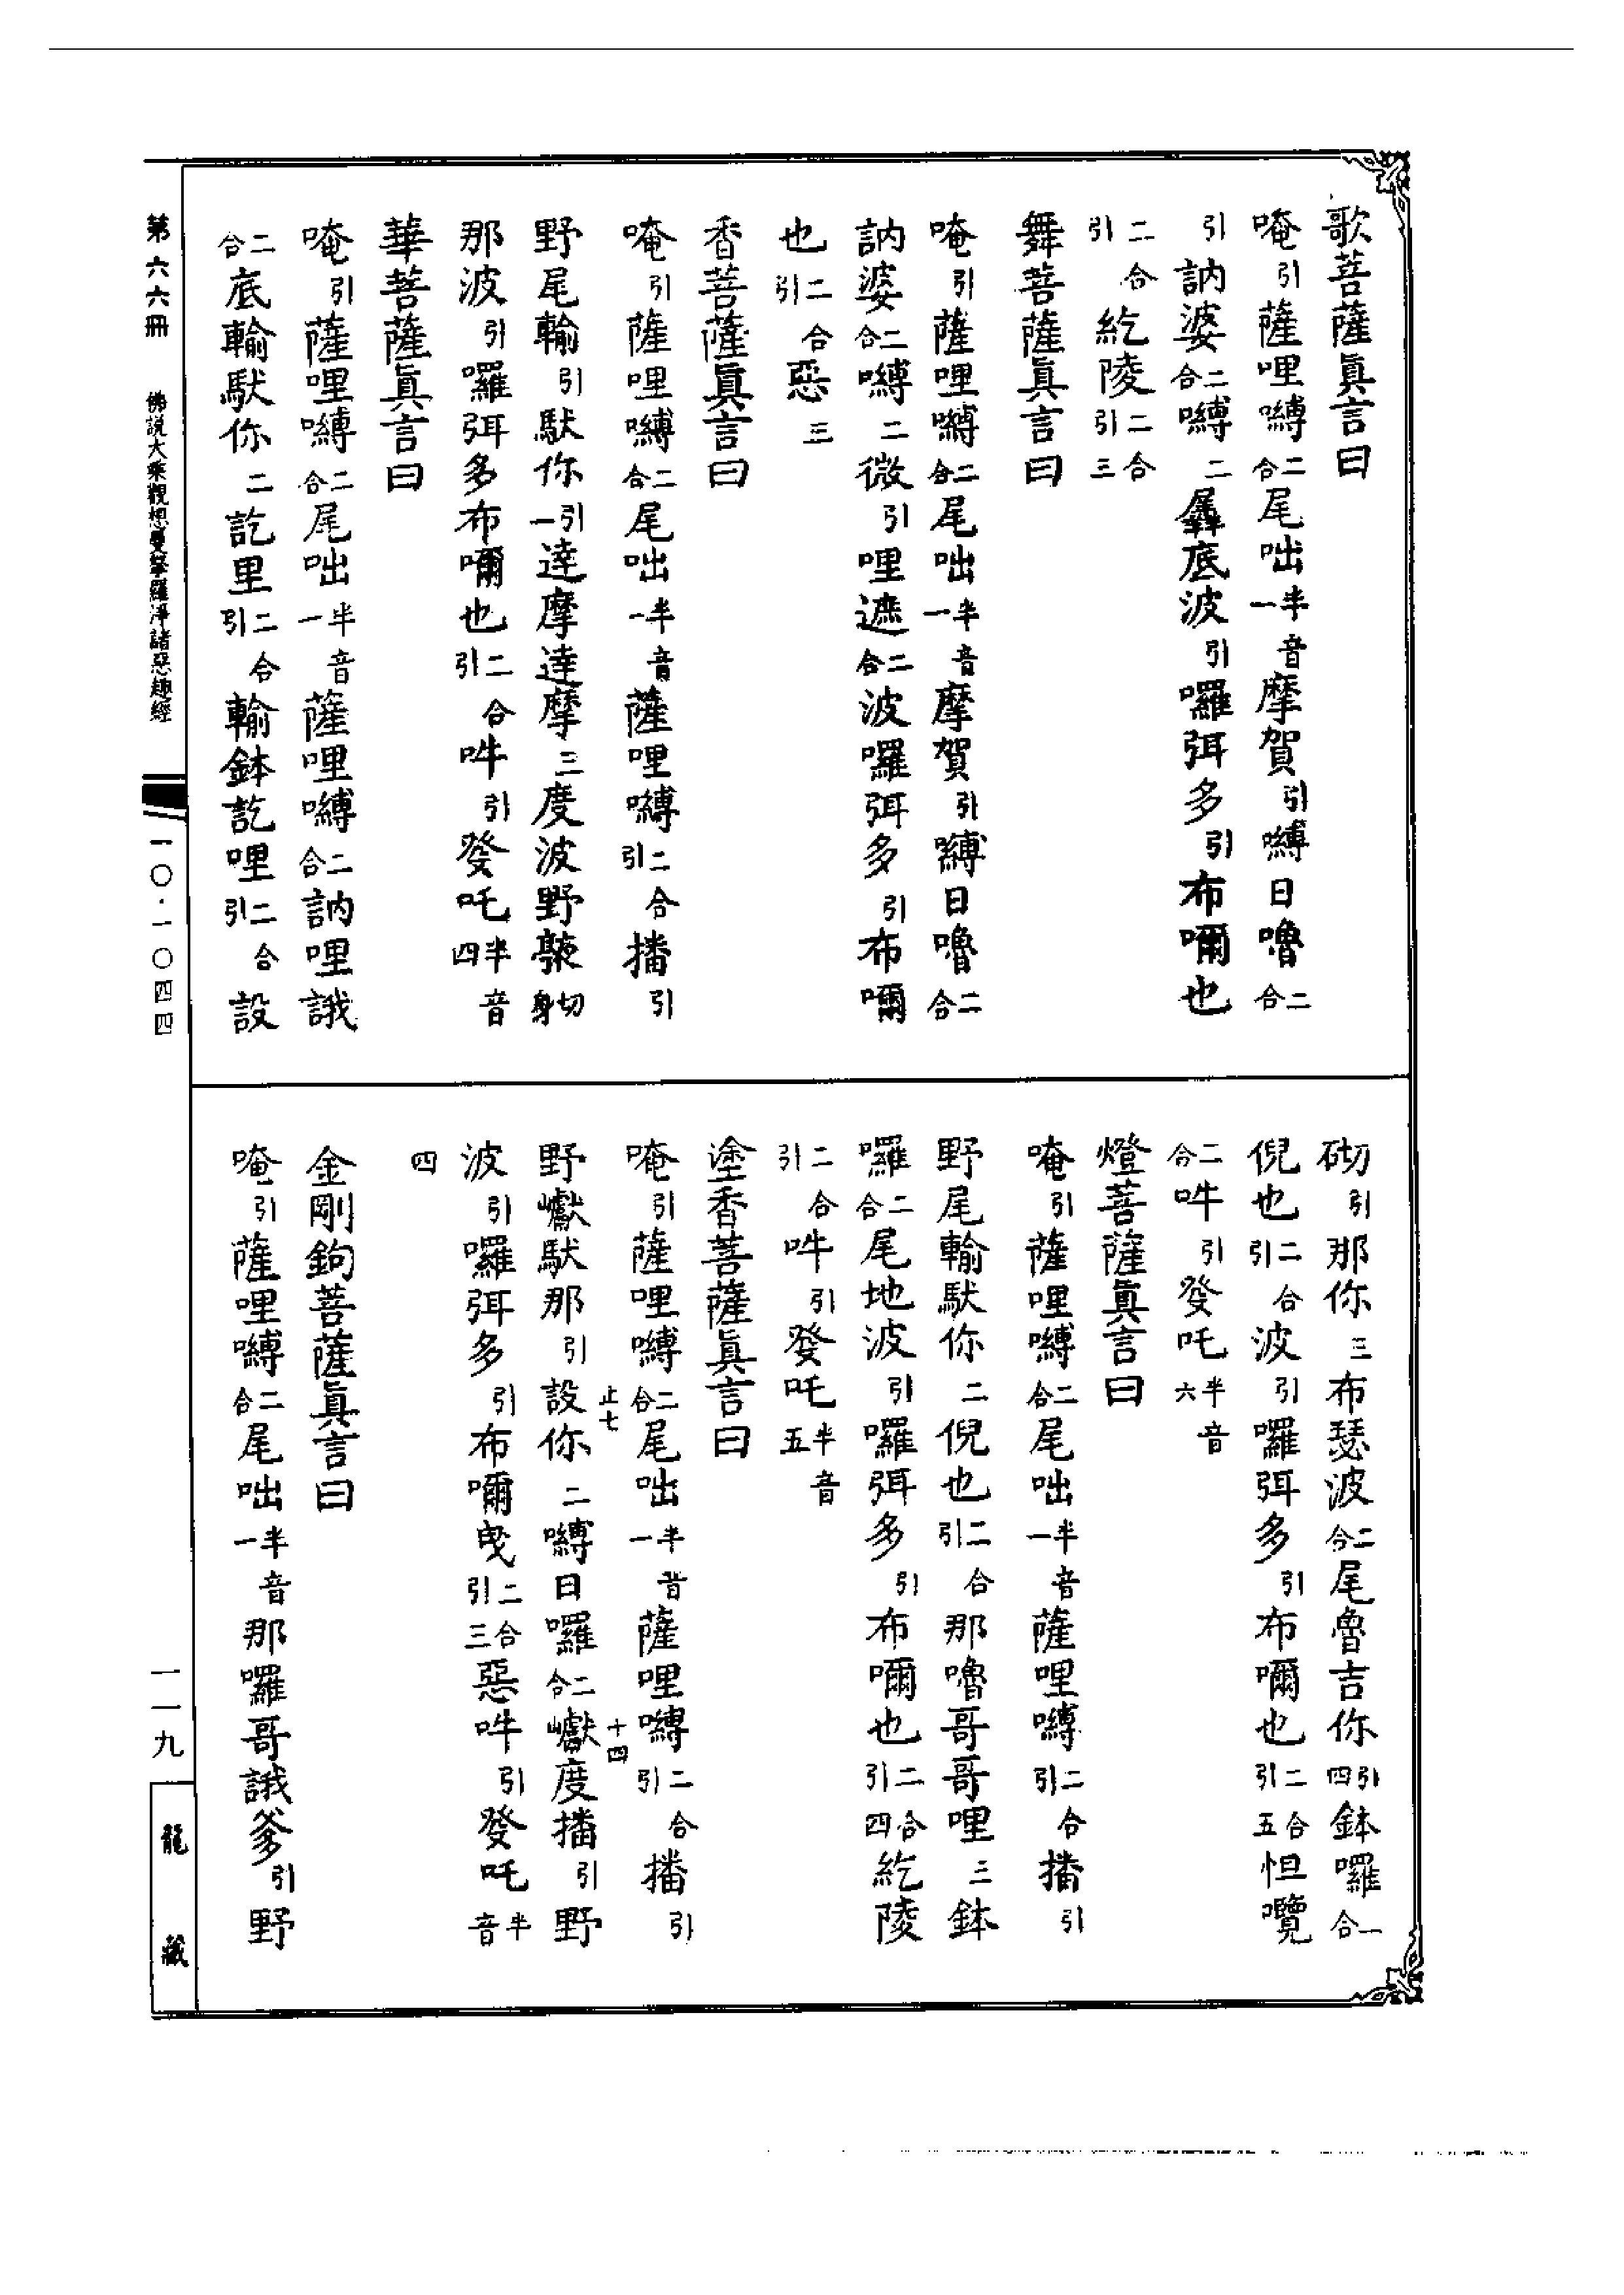 歌菩薩眞言曰
唵引薩哩嚩二合尾咄半音一摩賀引嚩日嚕二合
引訥婆二合嚩二羼底波引囉弭多引布嚩也
二合引紇陵二合引三
舞菩薩眞言曰
唵引薩哩嚩二合尾咄半音一摩賀引嚩日嚕二合
訥婆二合嚩二微引哩遮二合波囉弭多引布嚩
也二合引惡三
香菩薩眞言曰
唵引薩哩嚩二合尾咄半音一薩哩嚩二合引播引
野尾輸引馱你引一達摩達摩三度波野
那波引囉弭多布嚩也二合引吽引癹吒半音四
華菩薩眞言曰
唵引薩哩嚩二合尾咄半音一薩哩嚩二合訥哩誐
二合底輸馱你二訖里二合引輸鉢訖哩二合引設
砌引那你三布瑟波二合尾魯吉你引四鉢囉二合
倪也二合引波引囉弭多引布嚩也二合引五怛囕
二合吽引癹吒半音六
燈菩薩眞言曰
唵引薩哩嚩二合尾咄半音一薩哩嚩二合引播引
野尾輸馱你二倪也二合引那嚕哥哥哩三鉢
囉二合尾地波引囉弭多引布嚩也二合引四紇陵
二合引吽引癹吒半音五
塗香菩薩眞言曰
唵引薩哩嚩二合尾咄半音一薩哩嚩二合引播引
野巘馱那引設你二嚩日囉二合巘度播引野
波引囉弭多引布嚩曳二合引三惡吽引癹吒半音
四
金剛鉤菩薩眞言曰
唵引薩哩嚩二合尾咄半音一那囉哥誐爹引野
止七
十四
第六六冊 佛說大乘觀想曼拏羅淨諸惡趣經
一〇·一〇四四
一一九
龍藏